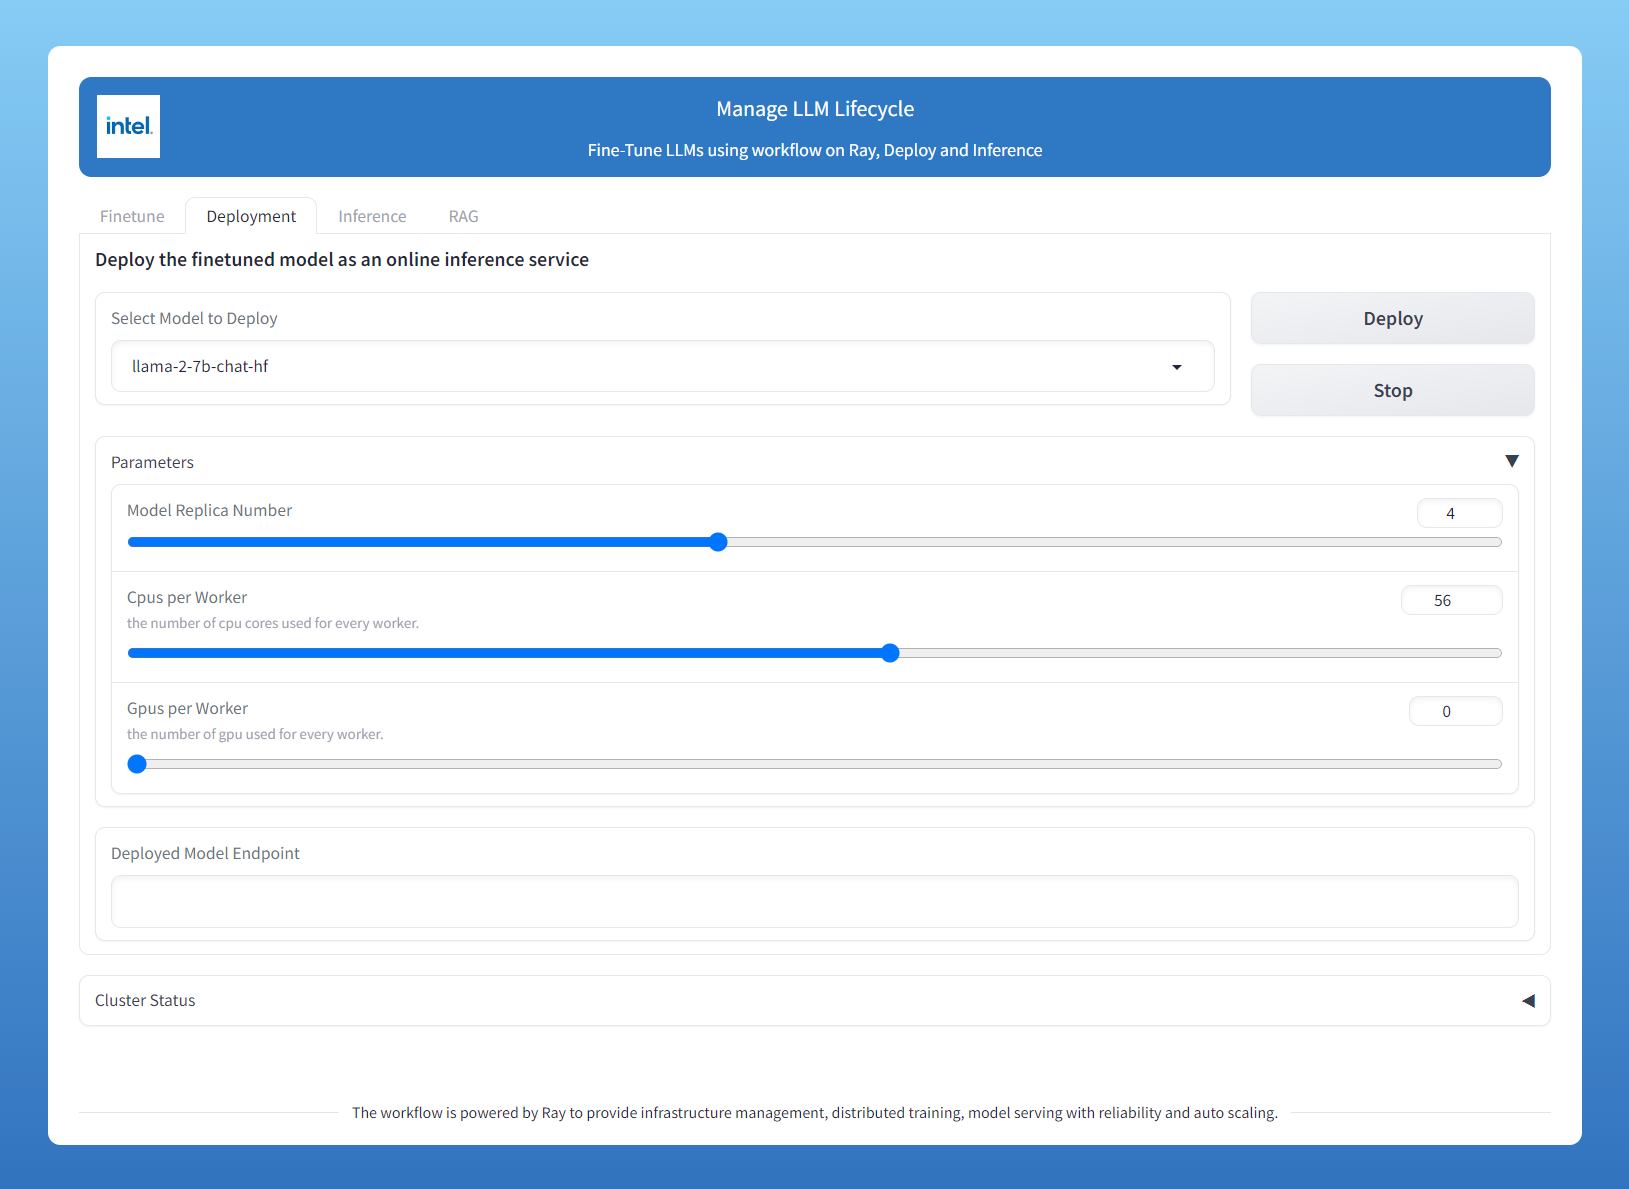 intel.
Manage LLM Lifecycle
Fine-Tune LLMs using workflow on Ray, Deploy and Inference
Finetune Deployment Inference RAG
Deploy the finetuned model as an online inference service
Select Model to Deploy
llama-2-7b-chat-hf
Deploy
Stop
Parameters
Model Replica Number 4
Cpus per Worker 56
the number of cpu cores used for every worker.
Gpus per Worker 0
the number of gpu used for every worker.
Deployed Model Endpoint
Cluster Status
The workflow is powered by Ray to provide infrastructure management, distributed training, model serving with reliability and auto scaling.